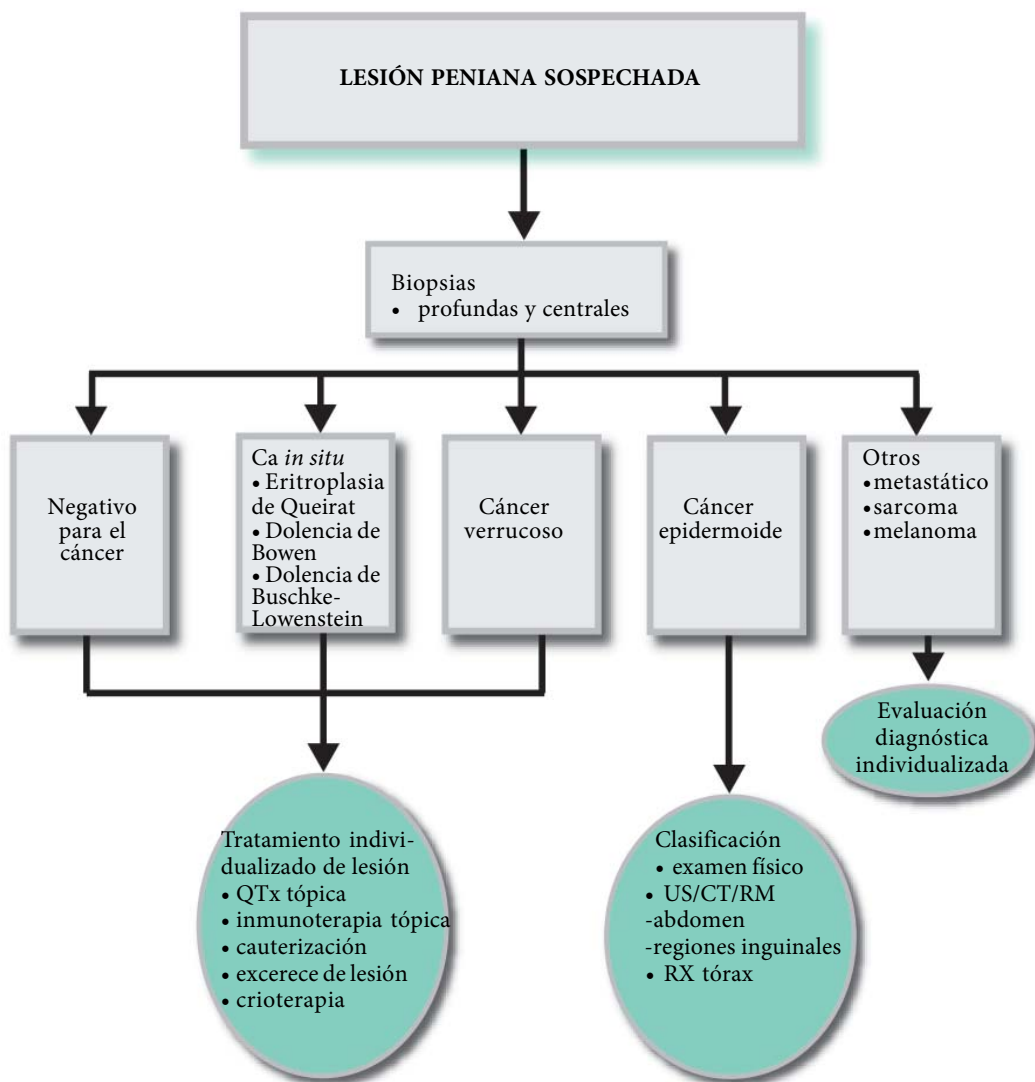 LESIÓN PENIANA SOSPECHADA
Biopsias
• profundas y centrales
Negativo
para el
cáncer
Ca in situ
• Eritroplasia
de Queirat
• Dolencia de
Bowen
• Dolencia de
Buschke-
Lowenstein
Cáncer
verrucoso
Cáncer
epidermoide
Otros
• metastático
• sarcoma
• melanoma
Evaluación
diagnóstica
individualizada
Tratamiento indivi-
dualizado de lesión
• QTx tópica
• inmunoterapia tópica
• cauterización
• excerece de lesión
• crioterapia
Clasificación
• examen físico
• US/CT/RM
-abdomen
-regiones inguinales
• RX tórax